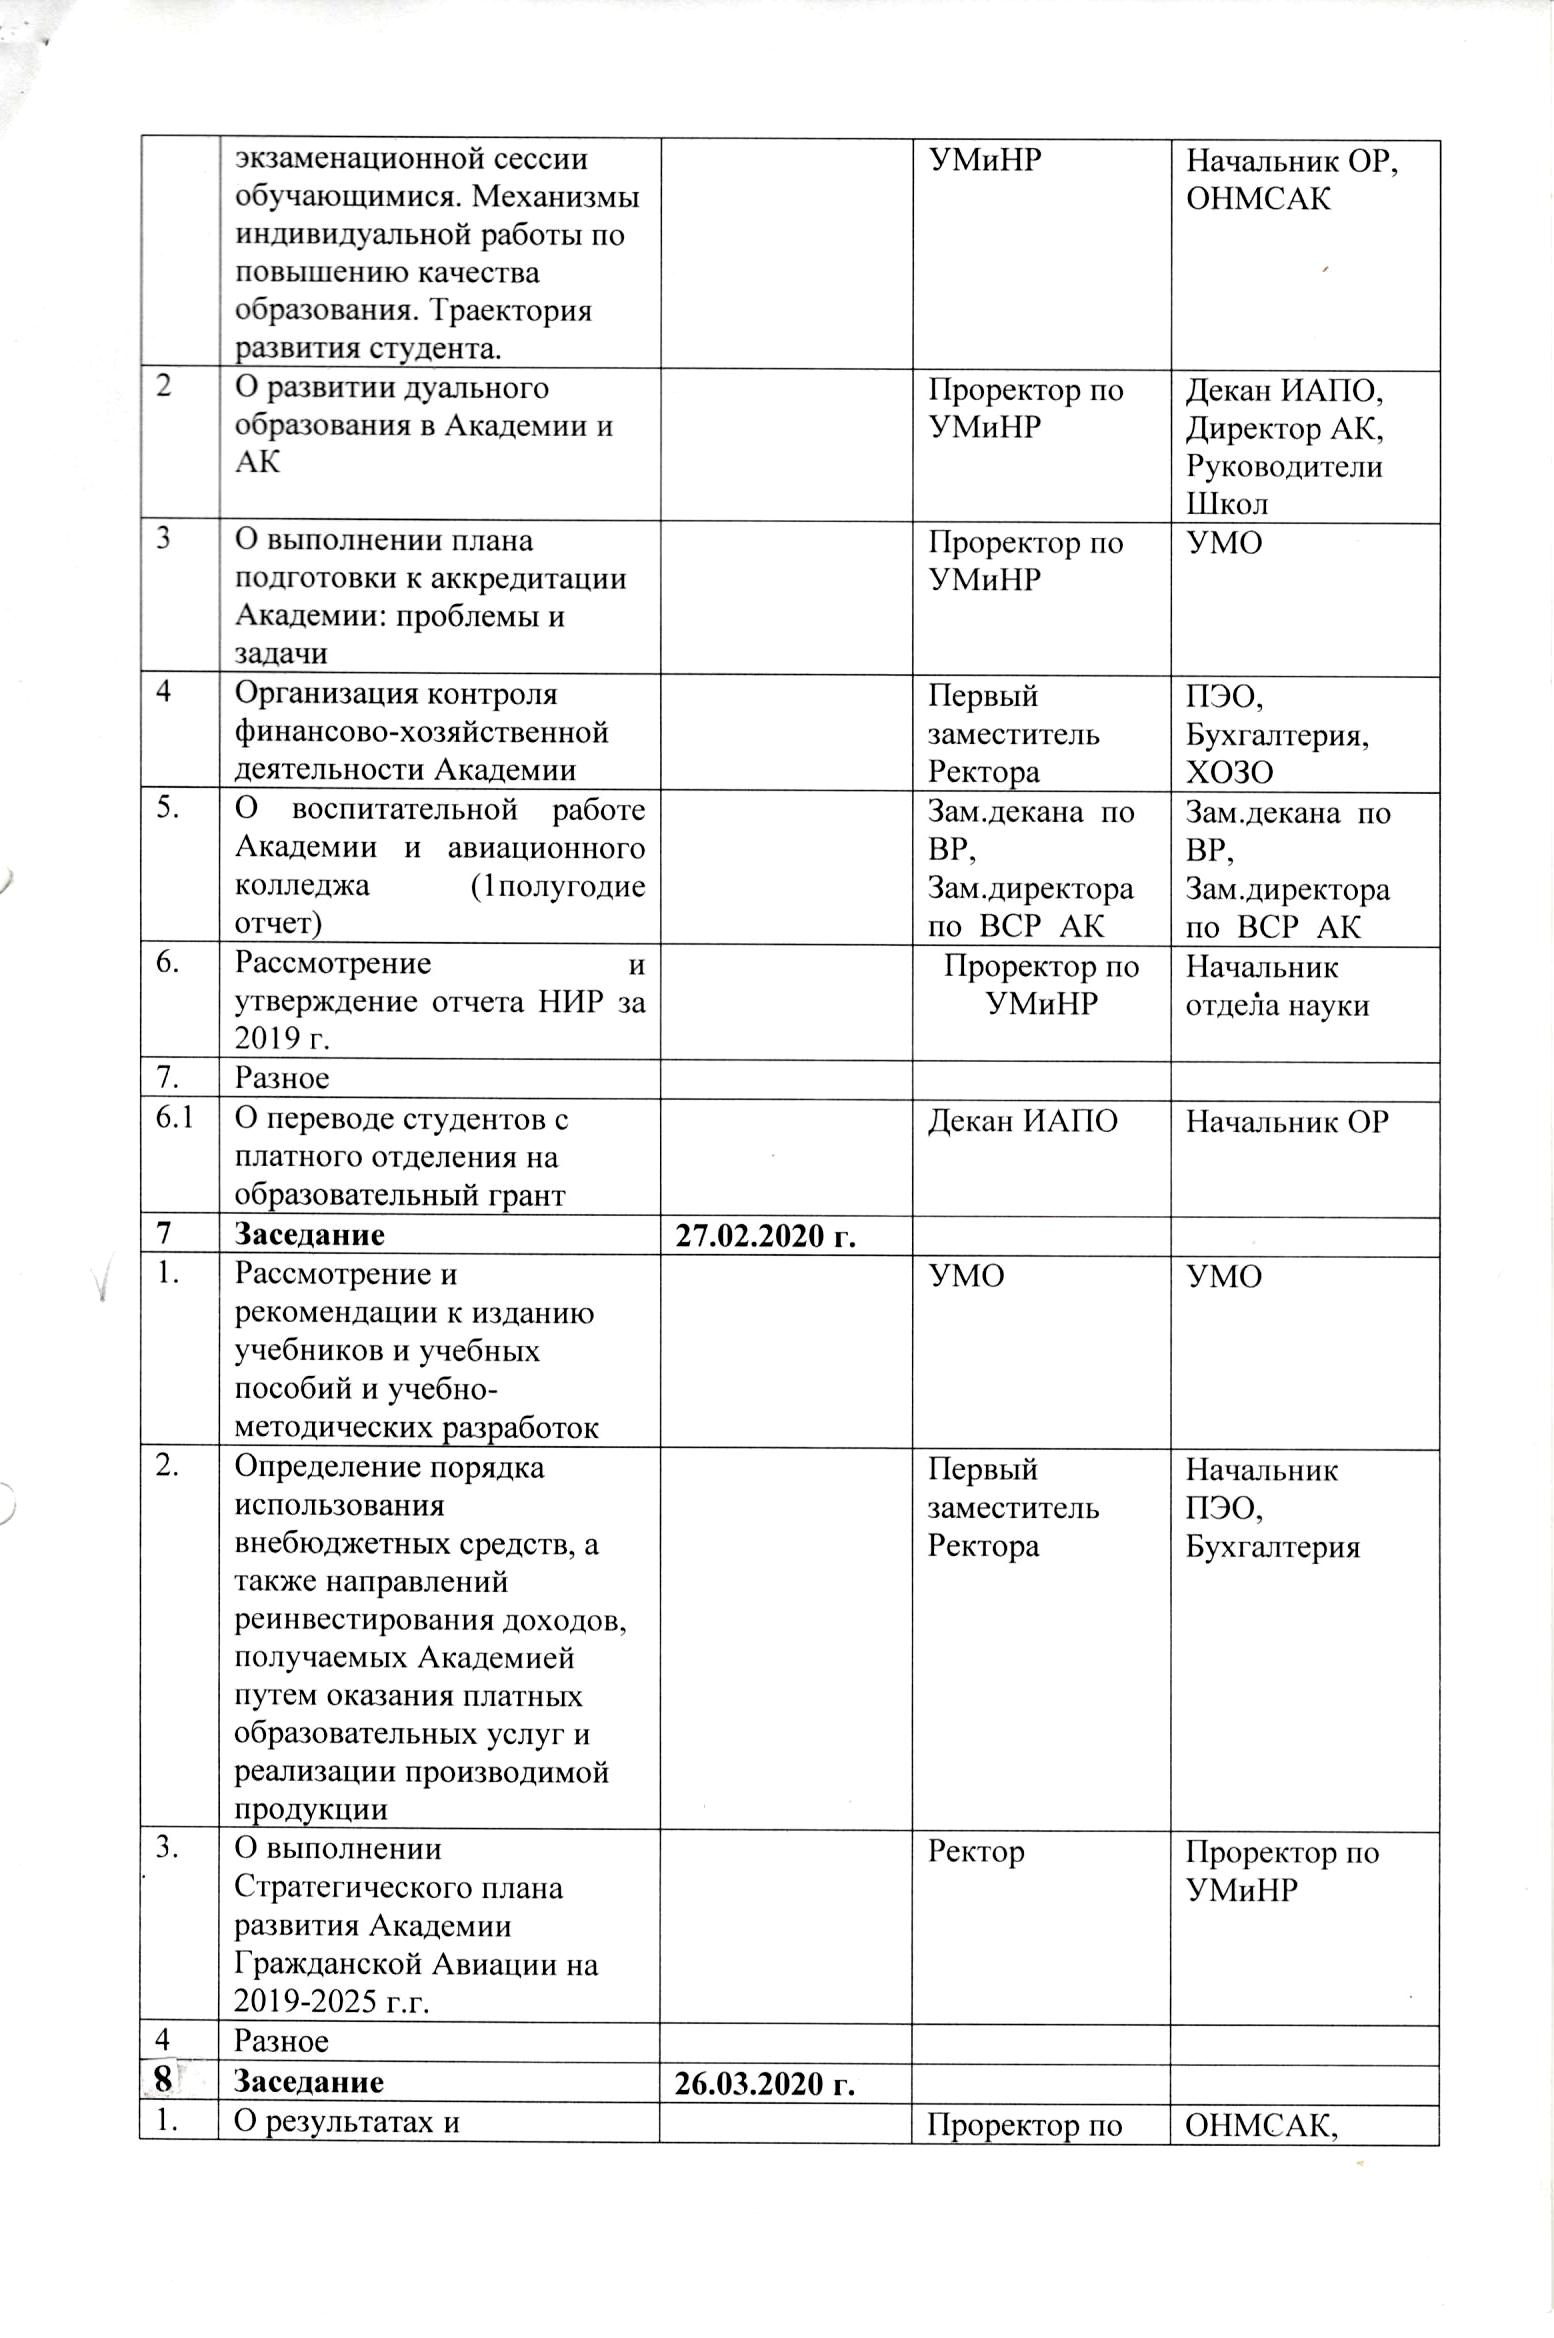 экзаменационной сессии
обучающимися. Механизмы
индивидуальной работы по
повышению качества
образования. Траектория
развития студента.
УМиНР
Начальник ОР,
ОНМСАК
2
О развитии дуального
образования в Академии и
АК
Проректор по
УМиНР
Декан ИАПО,
Директор АК,
Руководители
Школ
3
О выполнении плана
подготовки к аккредитации
Академии: проблемы и
задачи
Проректор по
УМиНР
УМО
4
Организация контроля
финансово-хозяйственной
деятельности Академии
Первый
заместитель
Ректора
ПЭО,
Бухгалтерия,
ХОЗО
5.
О воспитательной работе
Академии и авиационного
колледжа (1полугодие
отчет)
Зам.декана по
ВР,
Зам.директора
по ВСР АК
Зам.декана по
ВР,
Зам.директора
по ВСР АК
6.
Рассмотрение и
утверждение отчета НИР за
2019 г.
Проректор по
УМиНР
Начальник
отдела науки
7.
Разное
6.1
О переводе студентов с
платного отделения на
образовательный грант
Декан ИАПО
Начальник ОР
7
Заседание
27.02.2020 г.
1.
Рассмотрение и
рекомендации к изданию
учебников и учебных
пособий и учебно-
методических разработок
УМО
УМО
2.
Определение порядка
использования
внебюджетных средств, а
также направлений
реинвестирования доходов,
получаемых Академией
путем оказания платных
образовательных услуг и
реализации производимой
продукции
Первый
заместитель
Ректора
Начальник
ПЭО,
Бухгалтерия
3.
О выполнении
Стратегического плана
развития Академии
Гражданской Авиации на
2019-2025 г.г.
Ректор
Проректор по
УМиНР
4
Разное
8
Заседание
26.03.2020 г.
1.
О результатах и
Проректор по
ОНМСАК,